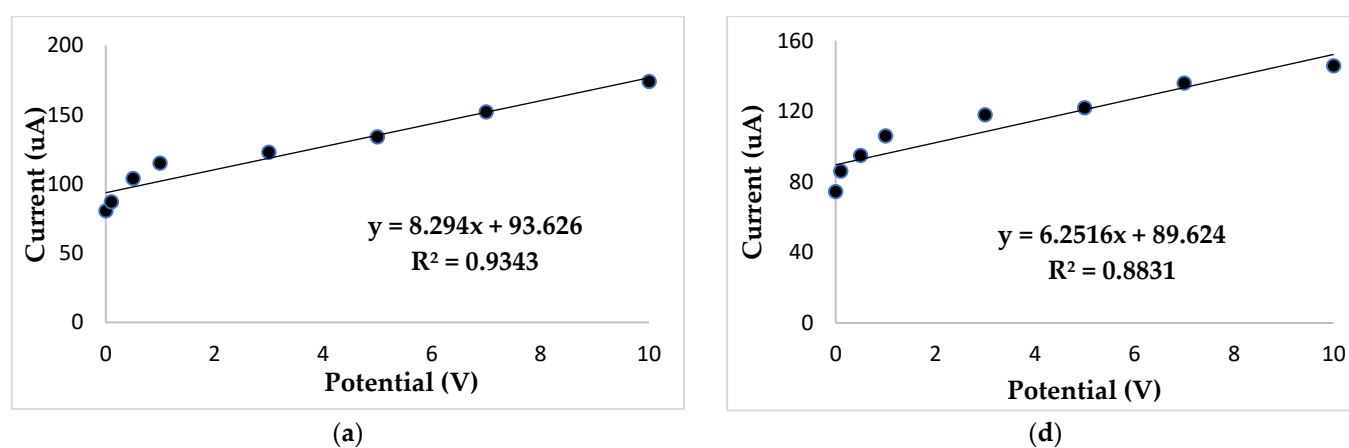 200
150
100
50
0
Current (uA)
y = 8.294x + 93.626
R² = 0.9343
0 2 4 6 8 10
Potential (V)
(a)
160
120
80
40
0
Current (uA)
y = 6.2516x + 89.624
R² = 0.8831
0 2 4 6 8 10
Potential (V)
(d)